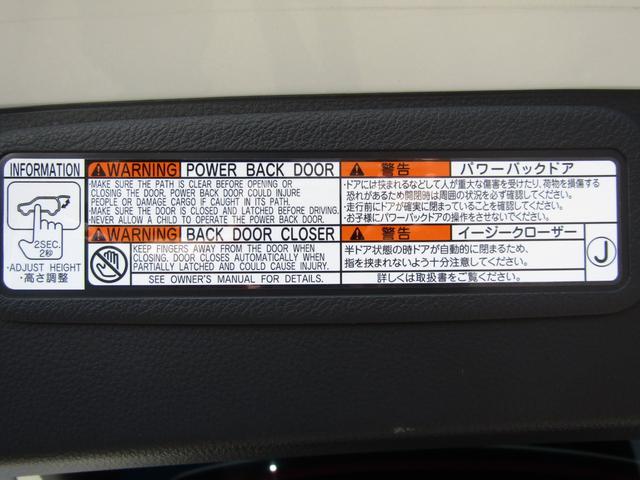 INFORMATION
2SEC.
2秒
・ADJUST HEIGHT
・高さ調整
WARNING POWER BACK DOOR
・MAKE SURE THE PATH IS CLEAR BEFORE OPENING OR
CLOSING THE DOOR. POWER BACK DOOR COULD INJURE
PEOPLE OR DAMAGE CARGO IF CAUGHT IN ITS PATH.
・MAKE SURE THE DOOR IS CLOSED AND LATCHED BEFORE DRIVING.
・NEVER ALLOW A CHILD TO OPERATE THE POWER BACK DOOR.
WARNING BACK DOOR CLOSER
KEEP FINGERS AWAY FROM THE DOOR WHEN
CLOSING. DOOR CLOSES AUTOMATICALLY WHEN
PARTIALLY LATCHED AND COULD CAUSE INJURY.
SEE OWNER'S MANUAL FOR DETAILS.
警告 パワーバックドア
・ドアには挟まれるなどして人が重大な傷害を受けたり、荷物を損傷する
恐れがあるため開閉時は周囲の状況を必ず確認してください。
・走行前にドアが確実に閉まっていることを確認してください。
・お子様にパワーバックドアの操作をさせないでください。
警告 イージークローザー
半ドア状態の時ドアが自動的に閉まるため、
指を挟まれないよう十分注意してください。
詳しくは取扱書をご覧ください。
J